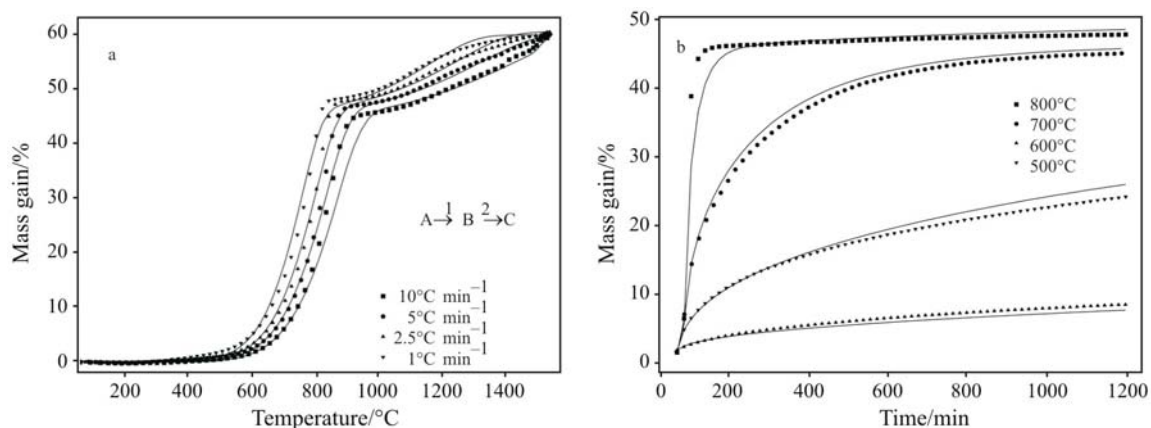 a
Mass gain/%
60
50
40
30
20
10
0
A → 1 B 2 → C
10°C min⁻¹
5°C min⁻¹
2.5°C min⁻¹
1°C min⁻¹
200 400 600 800 1000 1200 1400
Temperature/°C
b
Mass gain/%
50
40
30
20
10
0
800°C
700°C
600°C
500°C
0 200 400 600 800 1000 1200
Time/min